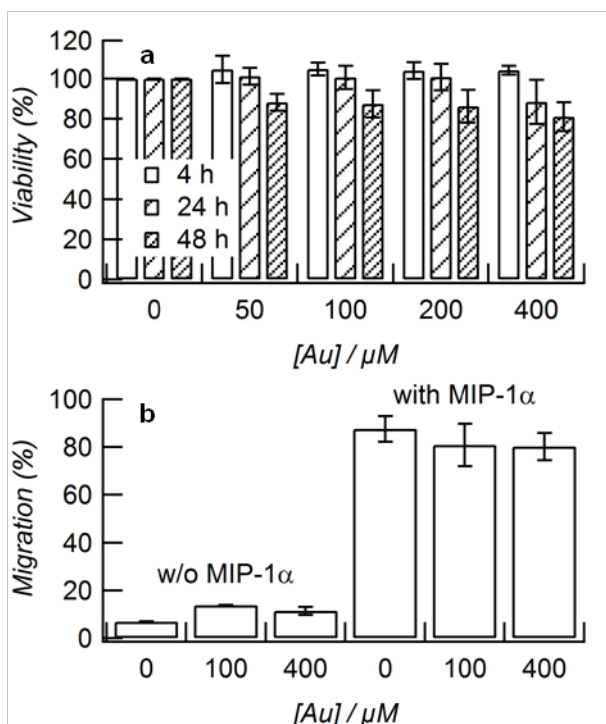 a
Viability (%)
120
100
80
60
40
20
0
4 h
24 h
48 h
0 50 100 200 400
[Au] / µM
b
Migration (%)
100
80
60
40
20
0
with MIP-1α
w/o MIP-1α
0 100 400 0 100 400
[Au] / µM